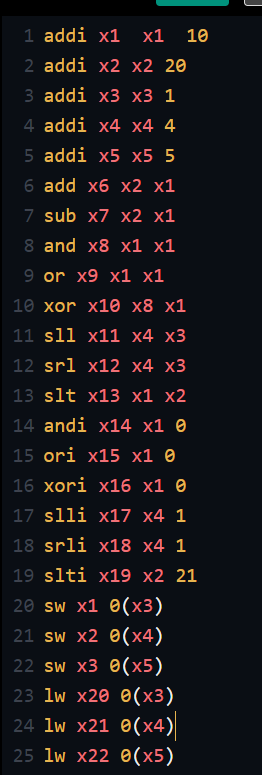 1 addi x1 x1 10
2 addi x2 x2 20
3 addi x3 x3 1
4 addi x4 x4 4
5 addi x5 x5 5
6 add x6 x2 x1
7 sub x7 x2 x1
8 and x8 x1 x1
9 or x9 x1 x1
10 xor x10 x8 x1
11 sll x11 x4 x3
12 srl x12 x4 x3
13 slt x13 x1 x2
14 andi x14 x1 0
15 ori x15 x1 0
16 xori x16 x1 0
17 slli x17 x4 1
18 srli x18 x4 1
19 slti x19 x2 21
20 sw x1 0(x3)
21 sw x2 0(x4)
22 sw x3 0(x5)
23 lw x20 0(x3)
24 lw x21 0(x4)
25 lw x22 0(x5)